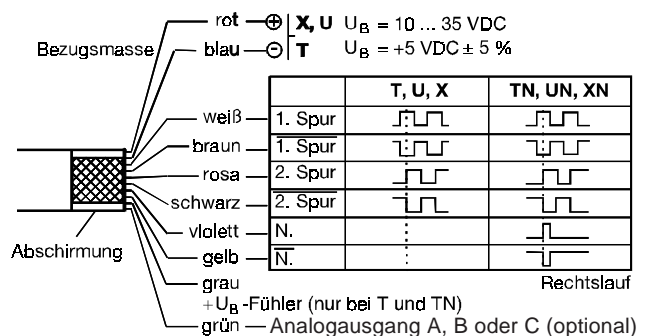 rot ⊕ X, U U_B = 10 ... 35 VDC
Bezugsmasse blau ⊖ T U_B = +5 VDC ± 5 %
T, U, X TN, UN, XN
weiß 1. Spur
braun 1. Spur
rosa 2. Spur
schwarz 2. Spur
violett N.
gelb N.
Abschirmung
grau Rechtslauf
+U_B-Fühler (nur bei T und TN)
grün Analogausgang A, B oder C (optional)